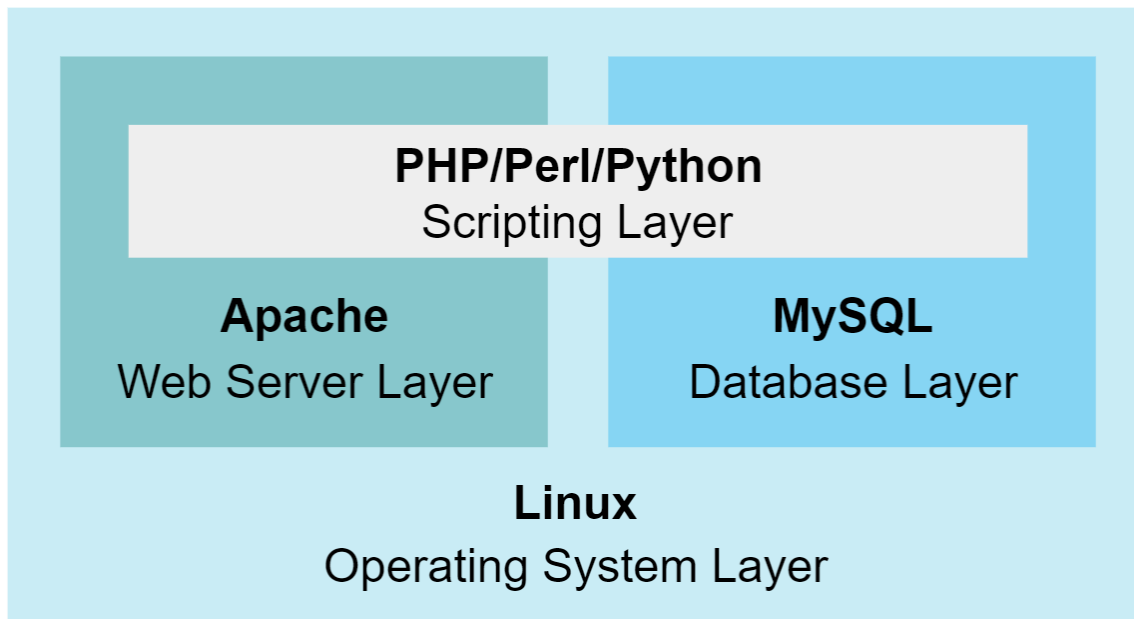 PHP/Perl/Python
Scripting Layer
Apache
Web Server Layer
MySQL
Database Layer
Linux
Operating System Layer